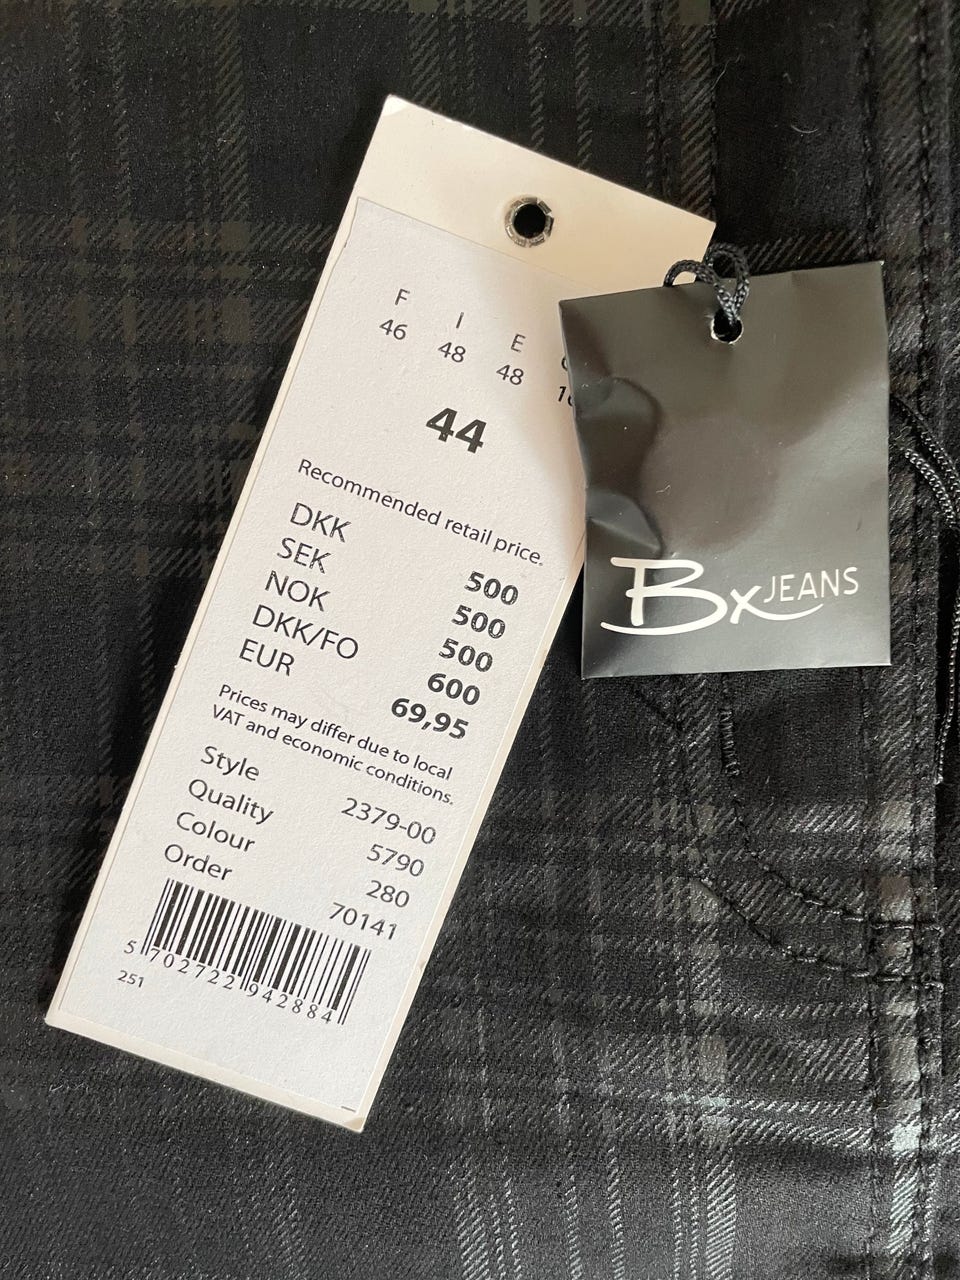 F I E
46 48 48
44
Recommended retail price.
DKK 500
SEK 500
NOK 500
DKK/FO 600
EUR 69,95
Prices may differ due to local
VAT and economic conditions.
Style 2379-00
Quality 5790
Colour 280
Order 70141
5 702722 942884
251
Bx JEANS